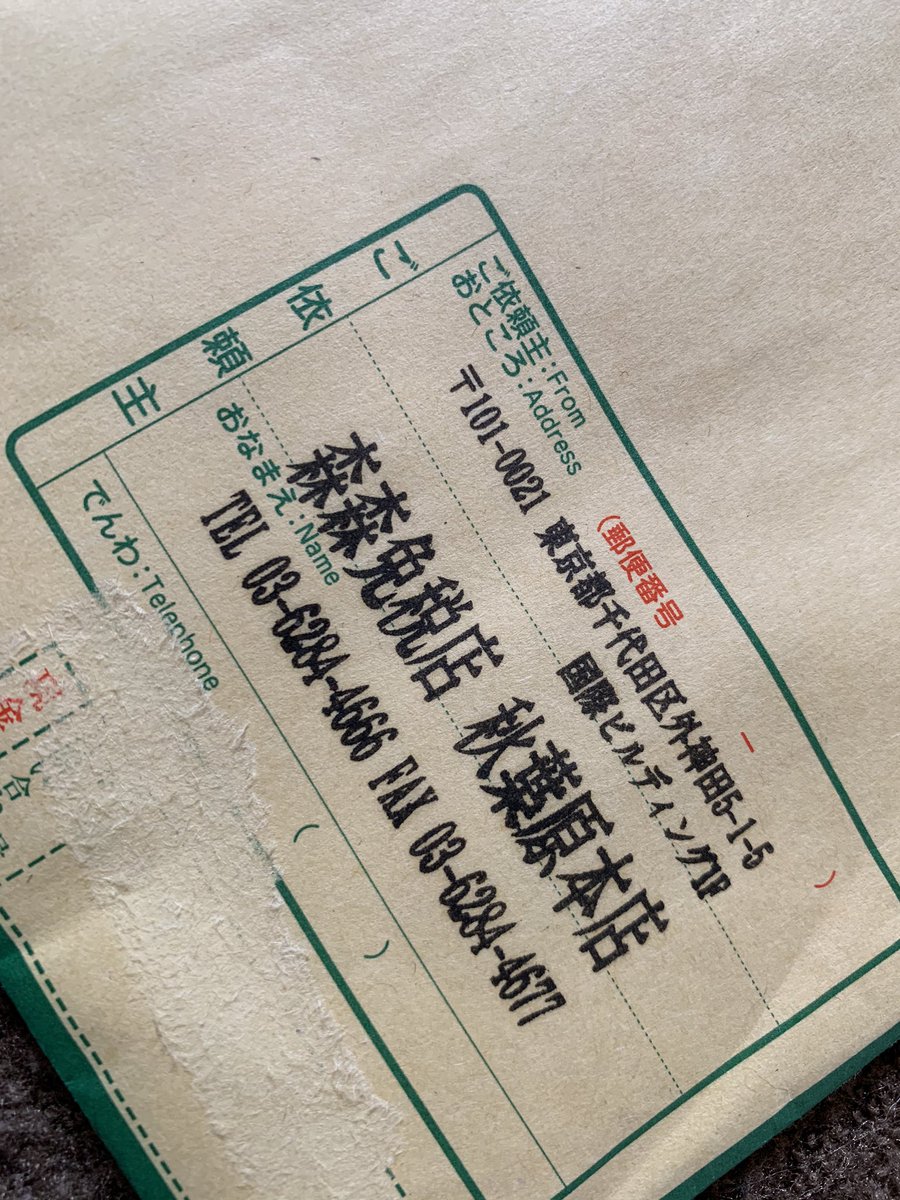 ご依頼主
ご依頼主：From
おところ：Address
（郵便番号　－　）
〒101-0021 東京都千代田区外神田5-1-5
国際ビルディング1F
おなまえ：Name
森森免税店 秋葉原本店
TEL 03-6284-4666 FAX 03-6284-4677
でんわ：Telephone （　）